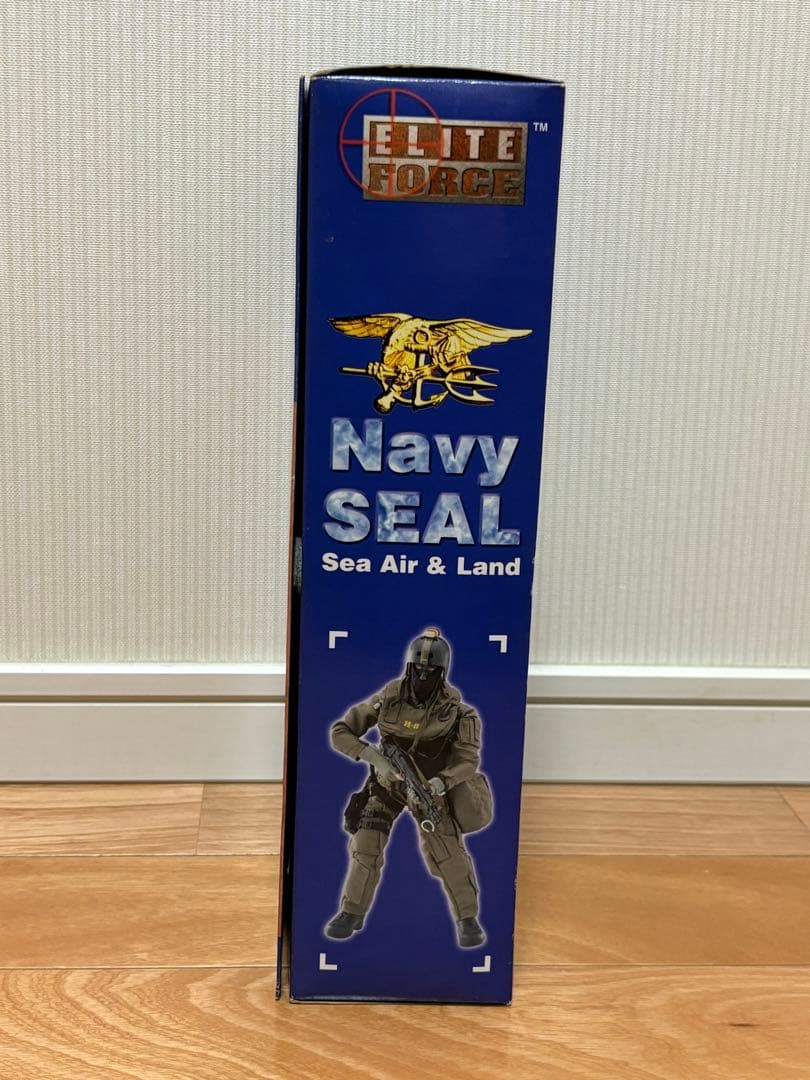 ELITE
FORCE
TM
Navy
SEAL
Sea Air & Land